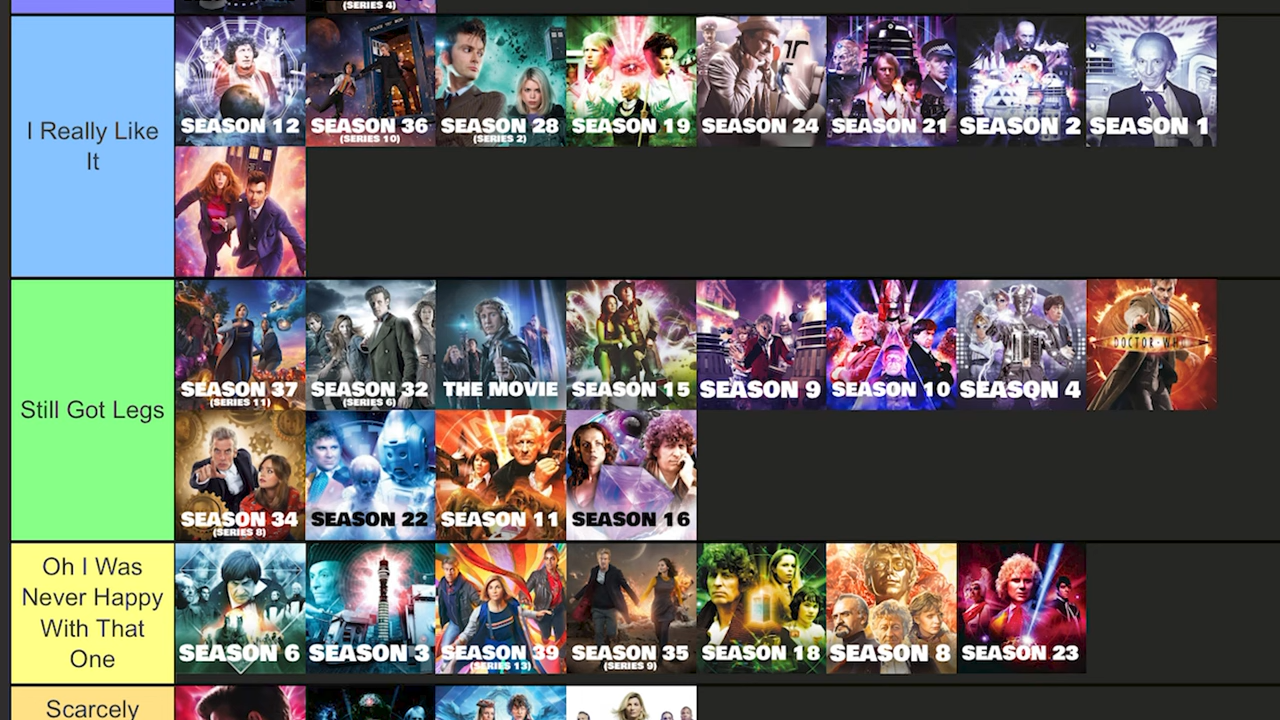 (SERIES 4)
I Really Like
It
SEASON 12
SEASON 36
(SERIES 10)
SEASON 28
(SERIES 2)
SEASON 19
SEASON 24
SEASON 21
SEASON 2
SEASON 1
Still Got Legs
SEASON 37
(SERIES 11)
SEASON 32
(SERIES 6)
THE MOVIE
SEASON 15
SEASON 9
SEASON 10
SEASON 4
DOCTOR WHO
SEASON 34
(SERIES 8)
SEASON 22
SEASON 11
SEASON 16
Oh I Was
Never Happy
With That
One
SEASON 6
SEASON 3
SEASON 39
(SERIES 13)
SEASON 35
(SERIES 9)
SEASON 18
SEASON 8
SEASON 23
Scarcely